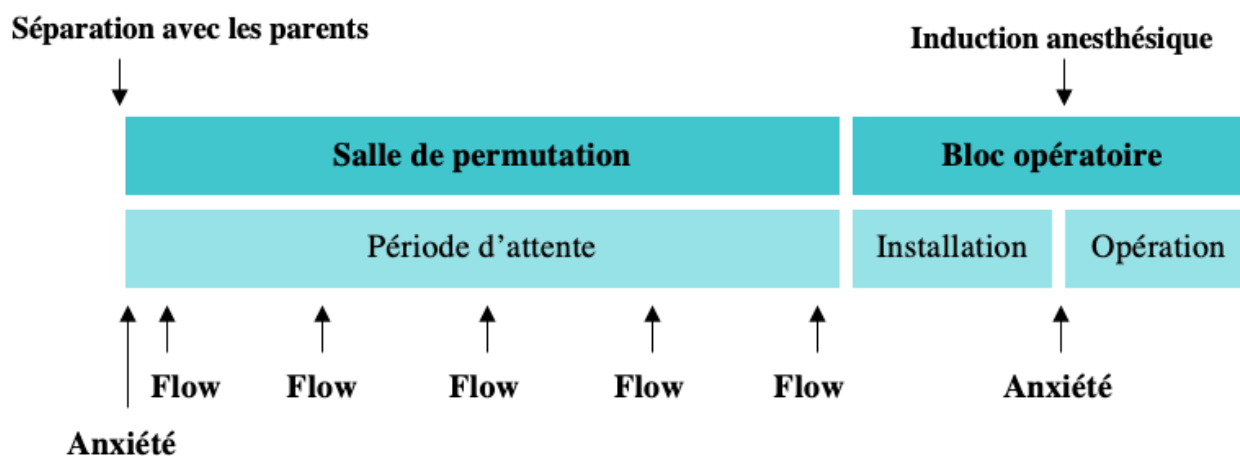 Séparation avec les parents
Induction anesthésique
Salle de permutation
Bloc opératoire
Période d'attente
Installation
Opération
Flow
Flow
Flow
Flow
Flow
Anxiété
Anxiété